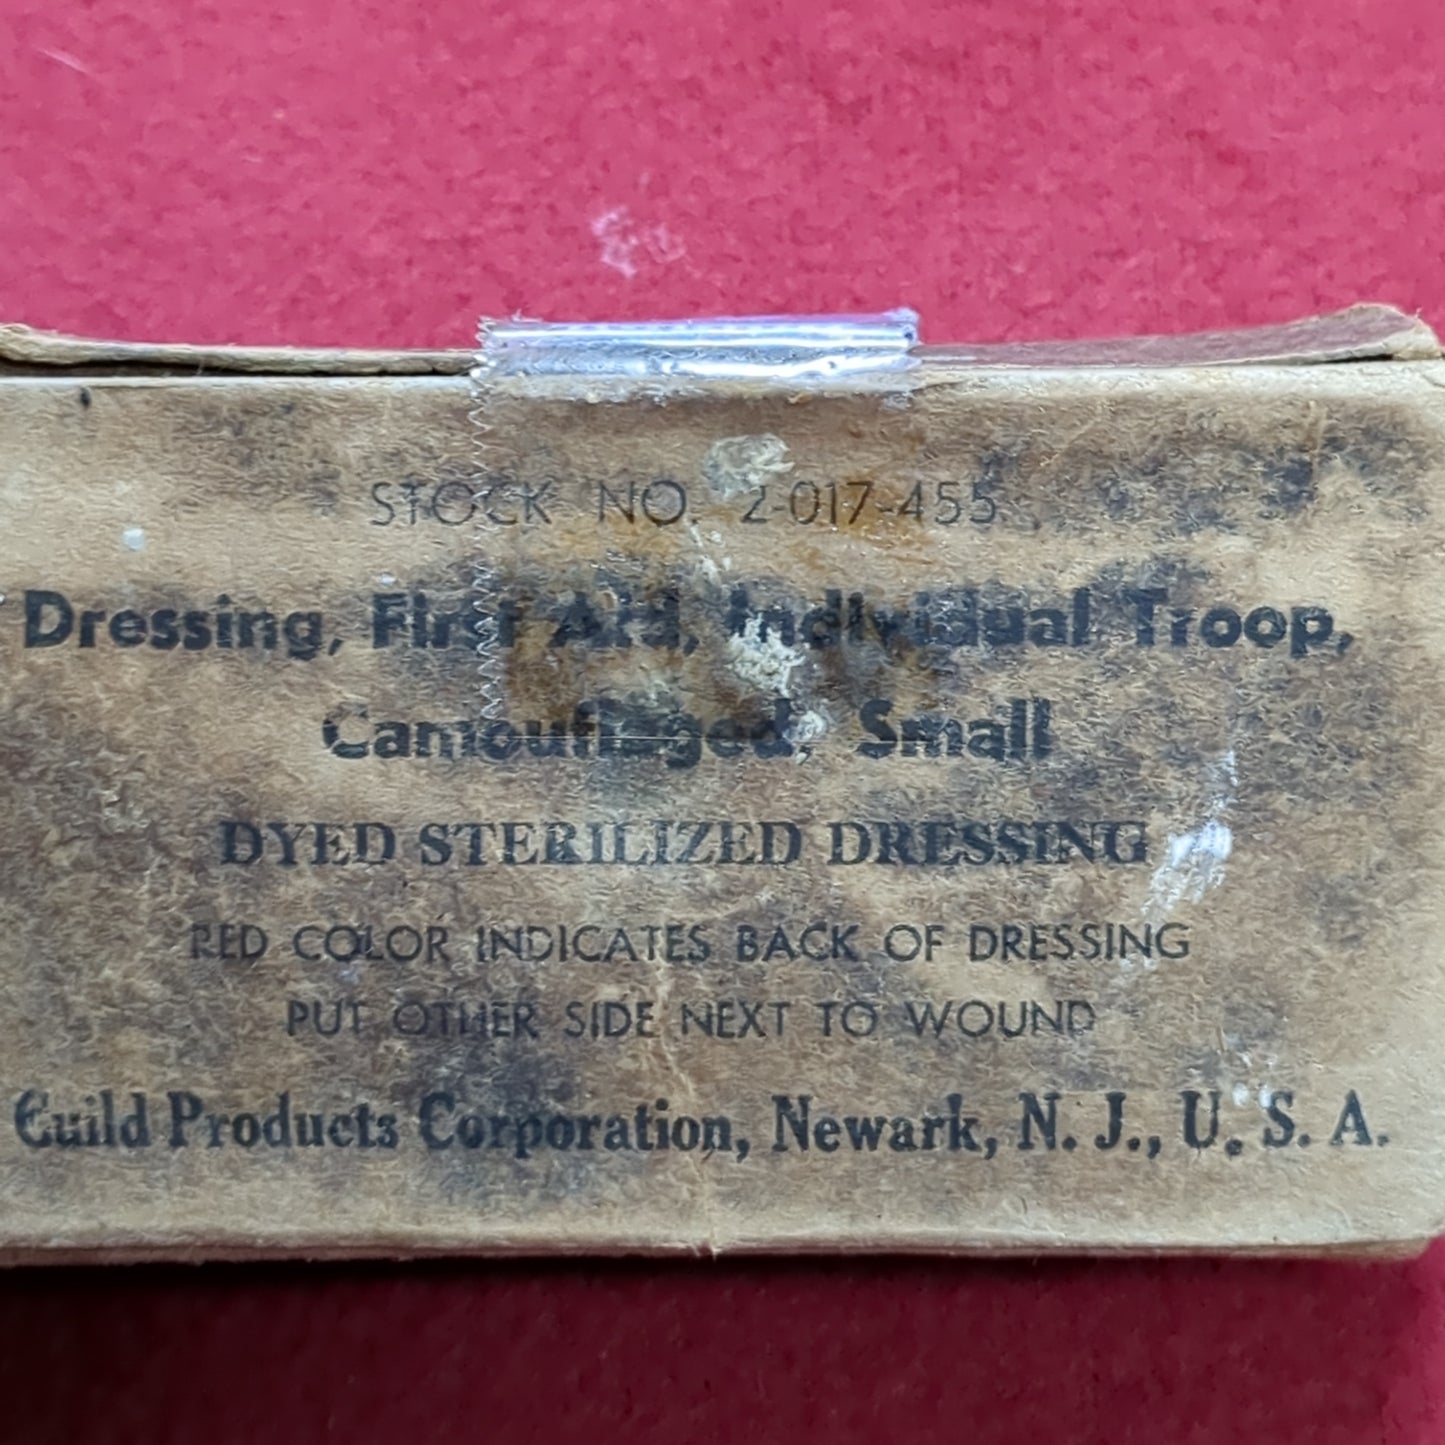 STOCK NO. 2-017-455
Dressing, First Aid, Individual Troop,
Camouflaged, Small
DYED STERILIZED DRESSING
RED COLOR INDICATES BACK OF DRESSING
PUT OTHER SIDE NEXT TO WOUND
Guild Products Corporation, Newark, N. J., U. S. A.